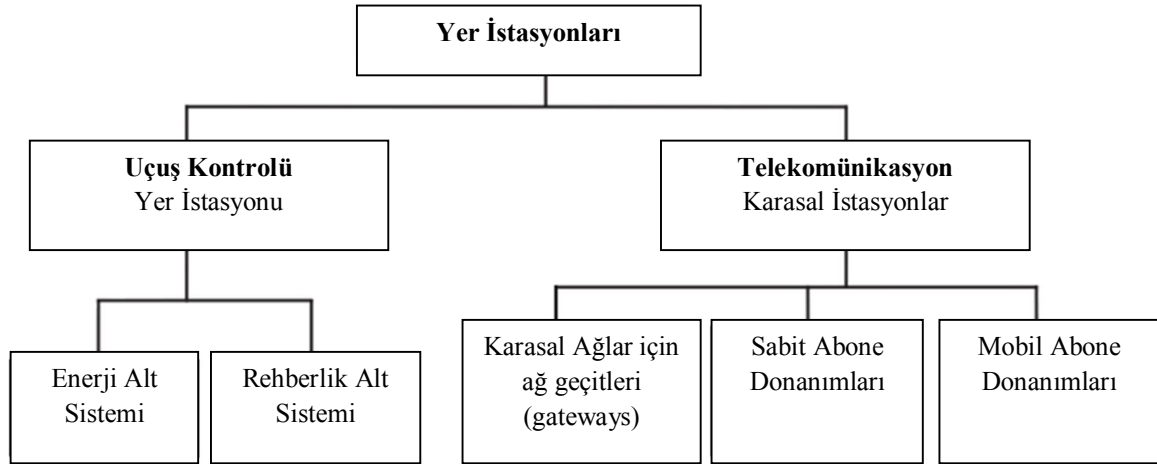 Yer İstasyonları
Uçuş Kontrolü
Yer İstasyonu
Telekomünikasyon
Karasal İstasyonlar
Enerji Alt
Sistemi
Rehberlik Alt
Sistemi
Karasal Ağlar için
ağ geçitleri
(gateways)
Sabit Abone
Donanımları
Mobil Abone
Donanımları